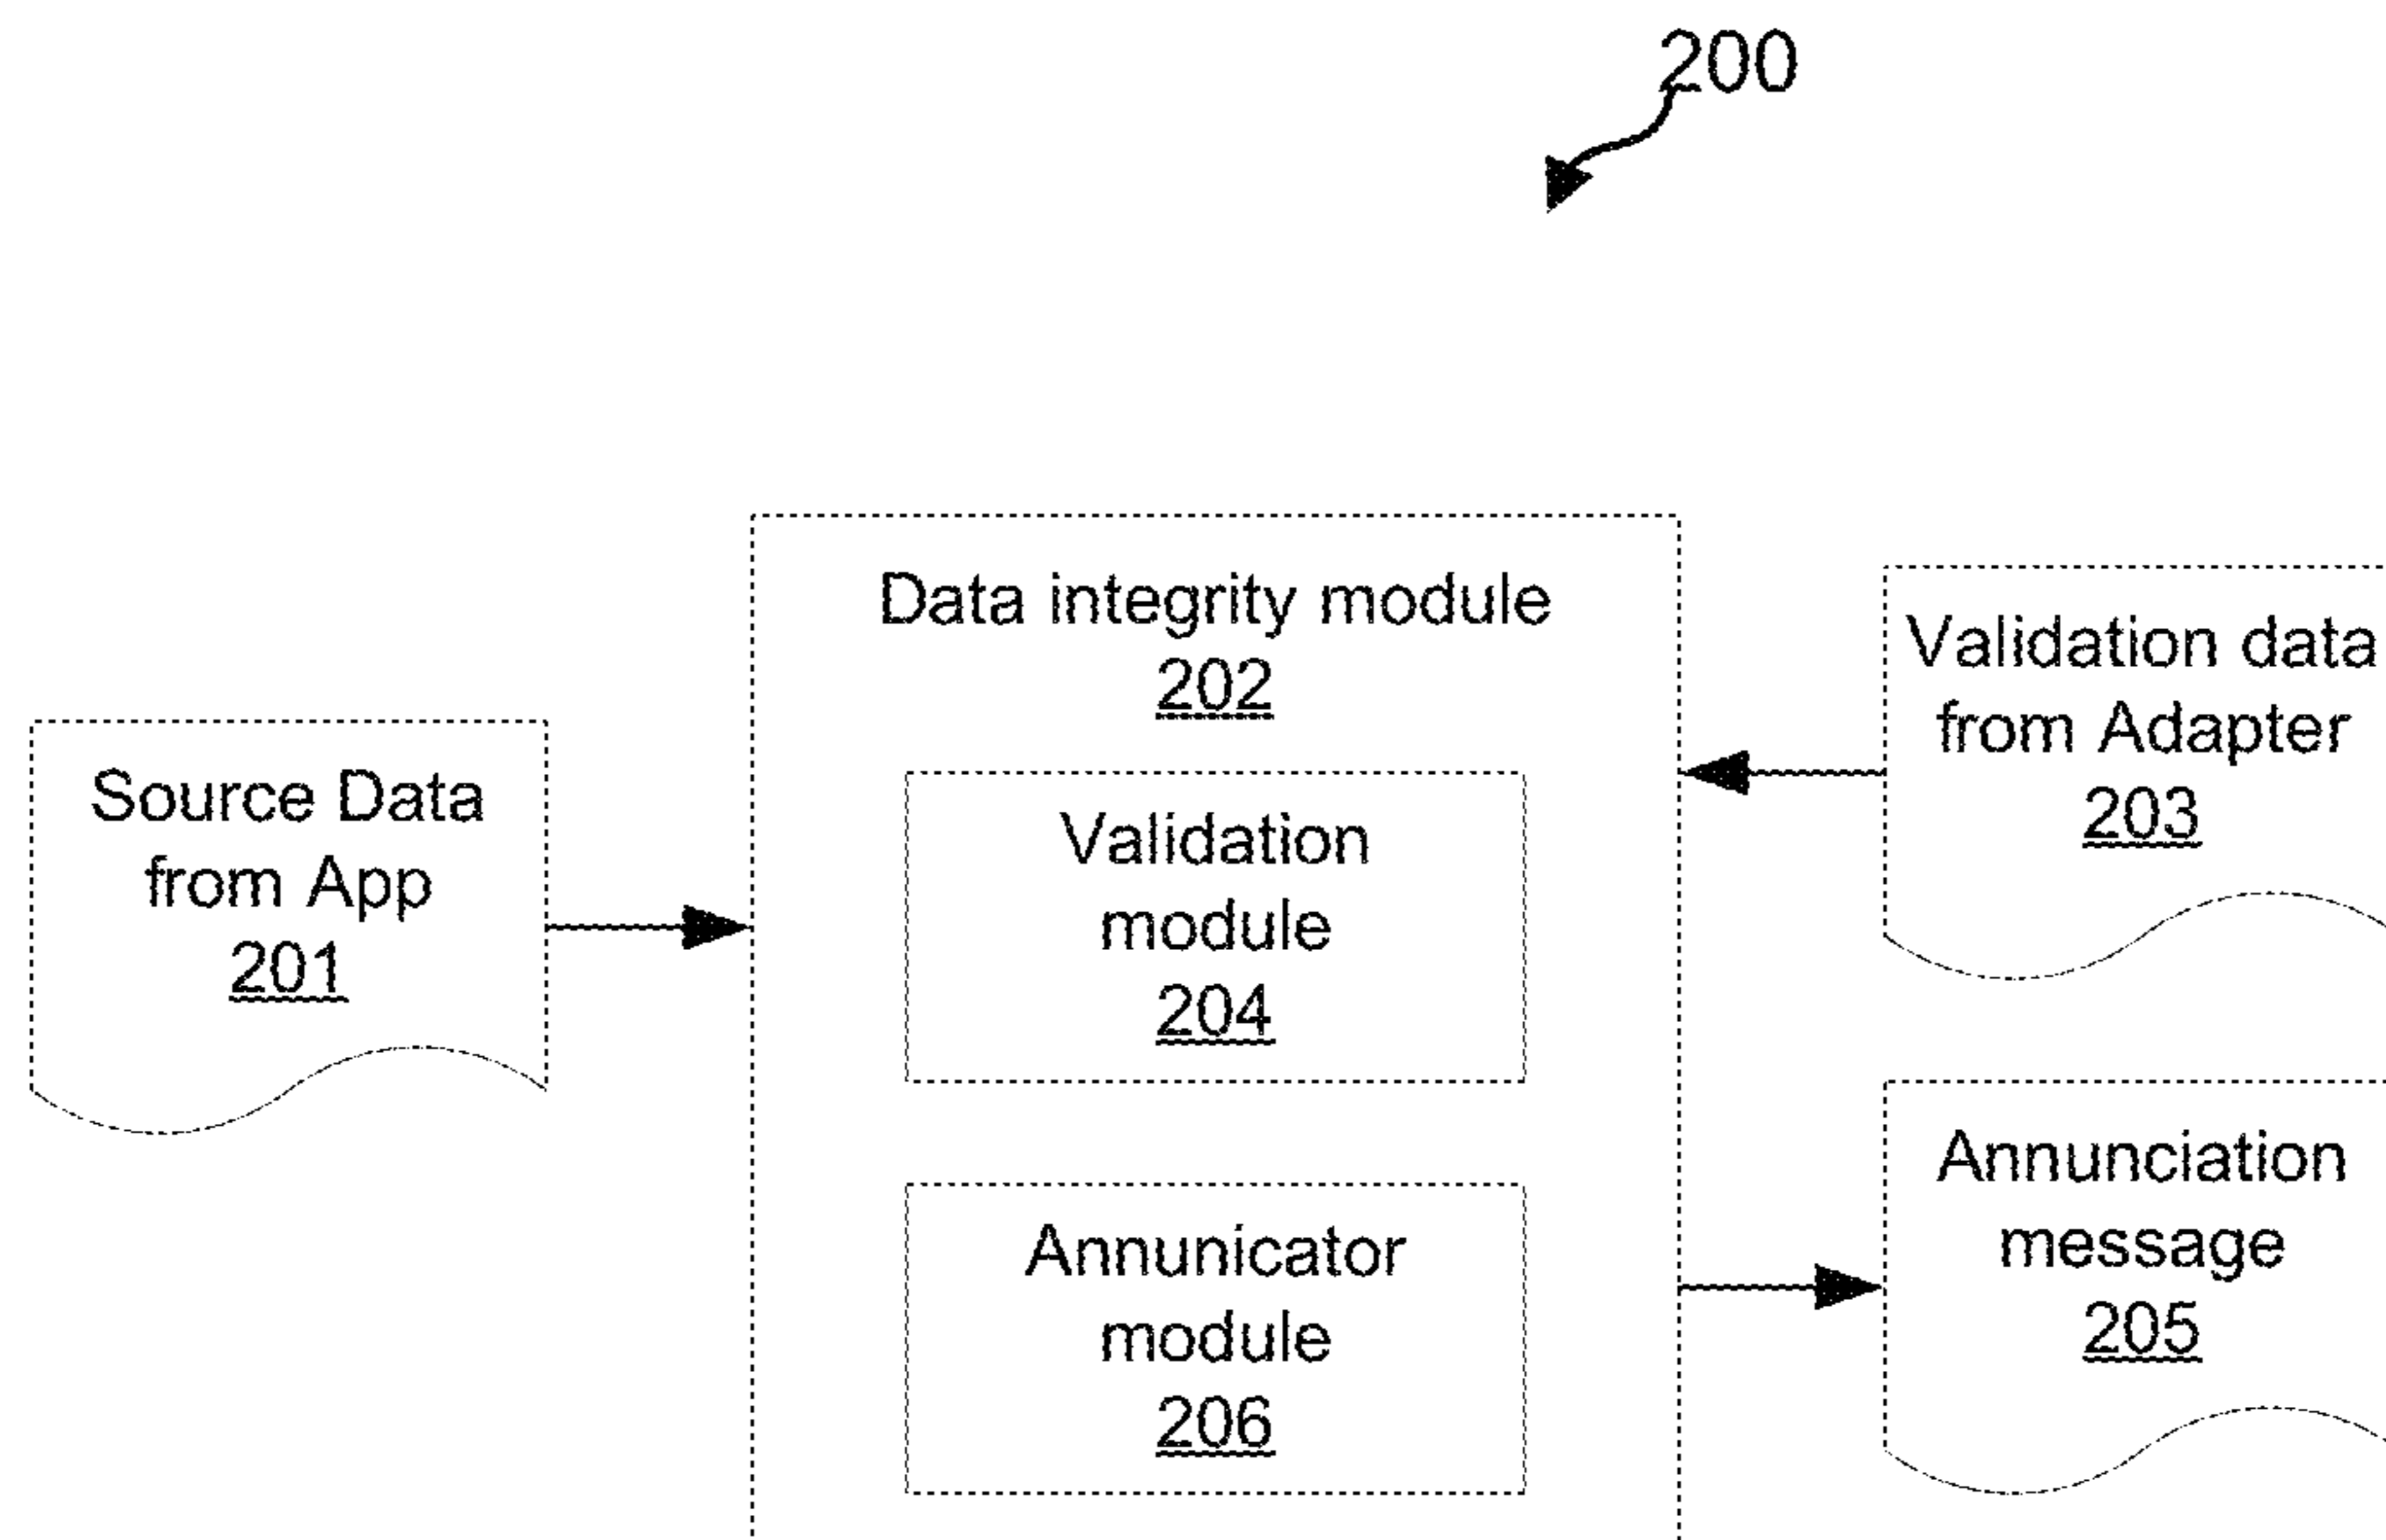 200
Data integrity module
202
Source Data
from App
201
Validation
module
204
Annunicator
module
206
Validation data
from Adapter
203
Annunciation
message
205